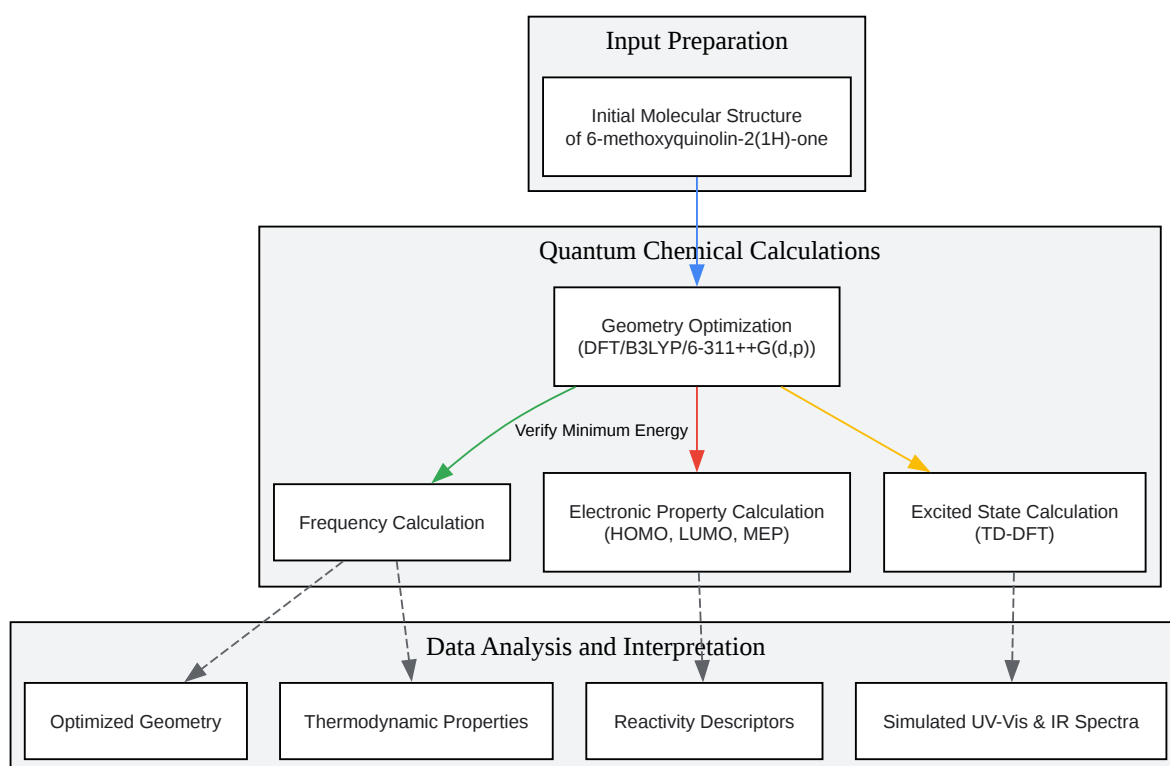 Input Preparation
Initial Molecular Structure
of 6-methoxyquinolin-2(1H)-one
Quantum Chemical Calculations
Geometry Optimization
(DFT/B3LYP/6-311++G(d,p))
Verify Minimum Energy
Frequency Calculation
Electronic Property Calculation
(HOMO, LUMO, MEP)
Excited State Calculation
(TD-DFT)
Data Analysis and Interpretation
Optimized Geometry
Thermodynamic Properties
Reactivity Descriptors
Simulated UV-Vis & IR Spectra